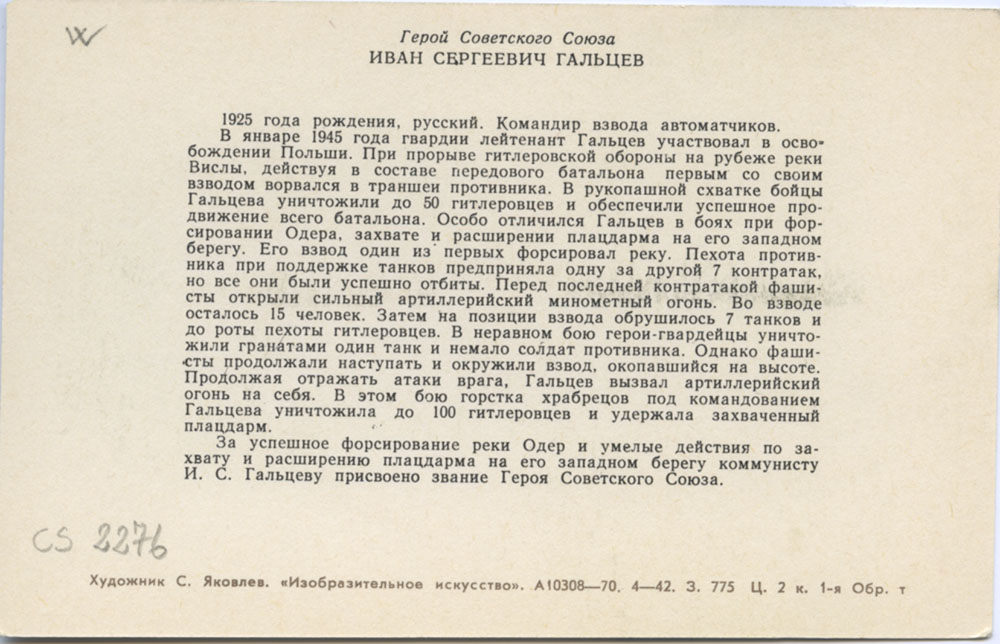 W
Герой Советского Союза
ИВАН СЕРГЕЕВИЧ ГАЛЬЦЕВ
1925 года рождения, русский. Командир взвода автоматчиков.
В январе 1945 года гвардии лейтенант Гальцев участвовал в осво-
бождении Польши. При прорыве гитлеровской обороны на рубеже реки
Вислы, действуя в составе передового батальона первым со своим
взводом ворвался в траншеи противника. В рукопашной схватке бойцы
Гальцева уничтожили до 50 гитлеровцев и обеспечили успешное про-
движение всего батальона. Особо отличился Гальцев в боях при фор-
сировании Одера, захвате и расширении плацдарма на его западном
берегу. Его взвод один из первых форсировал реку. Пехота против-
ника при поддержке танков предприняла одну за другой 7 контратак,
но все они были успешно отбиты. Перед последней контратакой фаши-
сты открыли сильный артиллерийский минометный огонь. Во взводе
осталось 15 человек. Затем на позиции взвода обрушилось 7 танков и
до роты пехоты гитлеровцев. В неравном бою герои-гвардейцы уничто-
жили гранатами один танк и немало солдат противника. Однако фаши-
сты продолжали наступать и окружили взвод, окопавшийся на высоте.
Продолжая отражать атаки врага, Гальцев вызвал артиллерийский
огонь на себя. В этом бою горстка храбрецов под командованием
Гальцева уничтожила до 100 гитлеровцев и удержала захваченный
плацдарм.
За успешное форсирование реки Одер и умелые действия по за-
хвату и расширению плацдарма на его западном берегу коммунисту
И. С. Гальцеву присвоено звание Героя Советского Союза.
CS 2276
Художник С. Яковлев. «Изобразительное искусство». А10308—70. 4—42. З. 775 Ц. 2 к. 1-я Обр. т